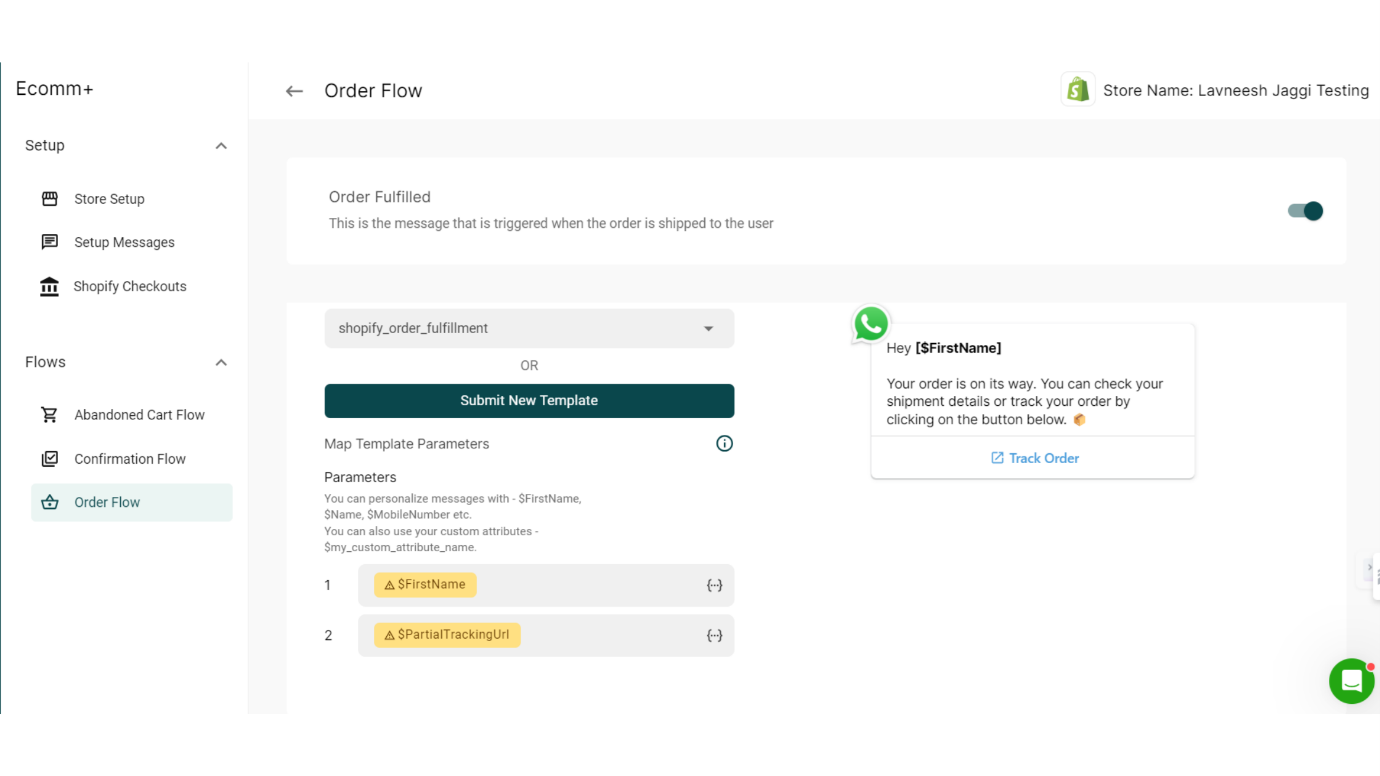 Ecomm+
Order Flow
Store Name: Lavneesh Jaggi Testing
Setup
Store Setup
Setup Messages
Shopify Checkouts
Flows
Abandoned Cart Flow
Confirmation Flow
Order Flow
Order Fulfilled
This is the message that is triggered when the order is shipped to the user
shopify_order_fulfillment
OR
Submit New Template
Map Template Parameters
Parameters
You can personalize messages with - $FirstName,
$Name, $MobileNumber etc.
You can also use your custom attributes -
$my_custom_attribute_name.
1 $FirstName {···}
2 $PartialTrackingUrl {···}
Hey [$FirstName]
Your order is on its way. You can check your
shipment details or track your order by
clicking on the button below. 📦
Track Order